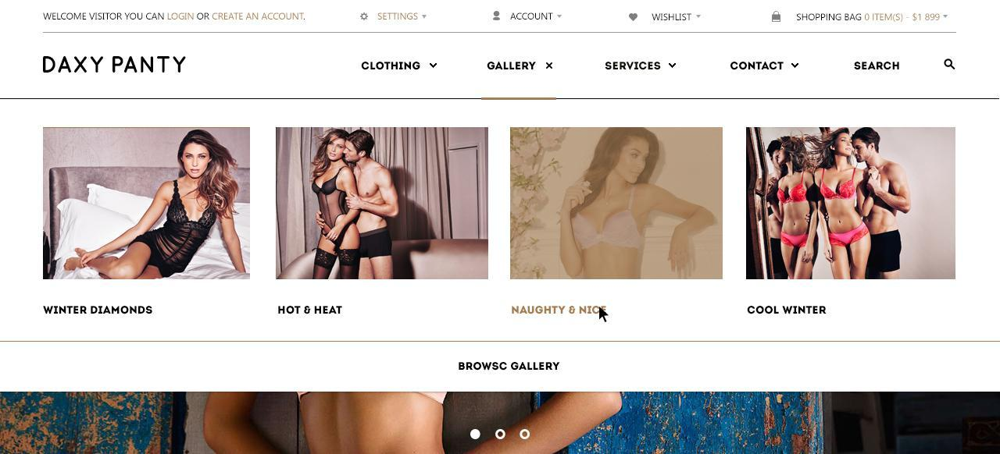 WELCOME VISITOR YOU CAN LOGIN OR CREATE AN ACCOUNT.
SETTINGS
ACCOUNT
WISHLIST
SHOPPING BAG 0 ITEM(S) - $1 899
DAXY PANTY
CLOTHING
GALLERY
SERVICES
CONTACT
SEARCH
WINTER DIAMONDS
HOT & HEAT
NAUGHTY & NICE
COOL WINTER
BROWSC GALLERY